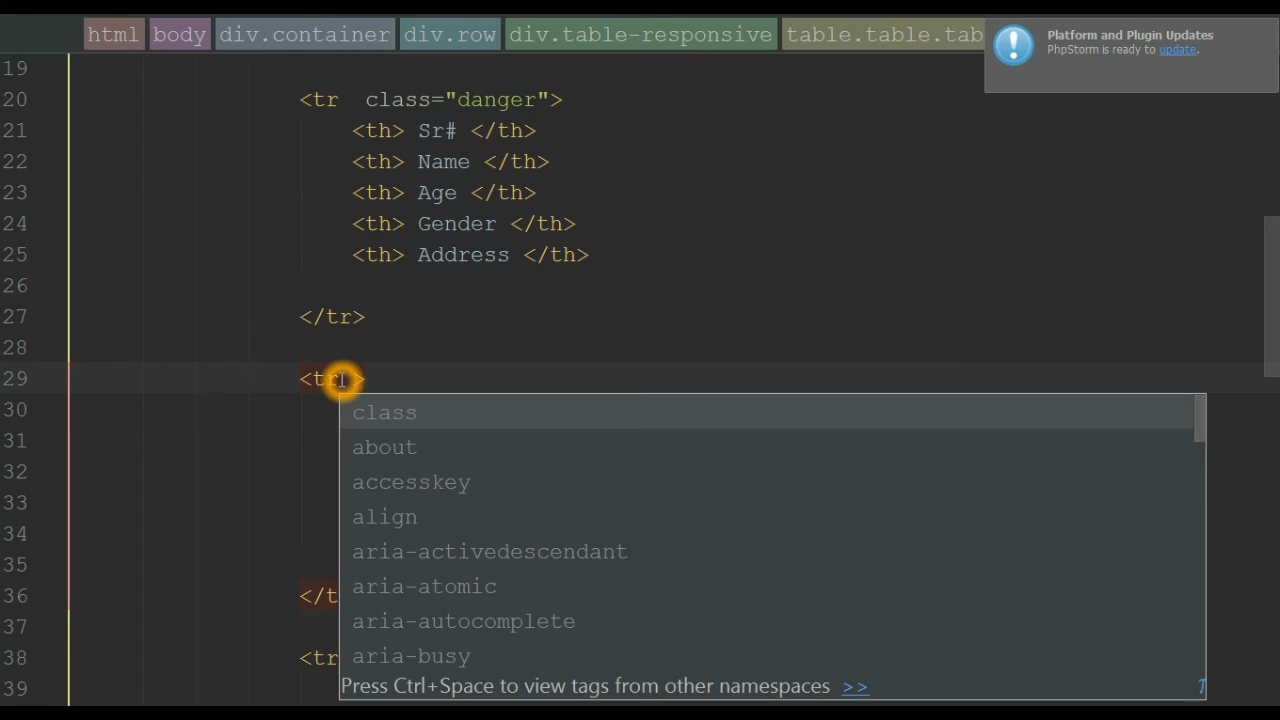 html body div.container div.row div.table-responsive table.table.tab
Platform and Plugin Updates
PhpStorm is ready to update.
19
20 <tr  class="danger">
21 <th> Sr# </th>
22 <th> Name </th>
23 <th> Age </th>
24 <th> Gender </th>
25 <th> Address </th>
26
27 </tr>
28
29 <tr >
30 class
31 about
32 accesskey
33 align
34 aria-activedescendant
35 aria-atomic
36 </t
37 aria-autocomplete
38 <tr aria-busy
39 Press Ctrl+Space to view tags from other namespaces >>